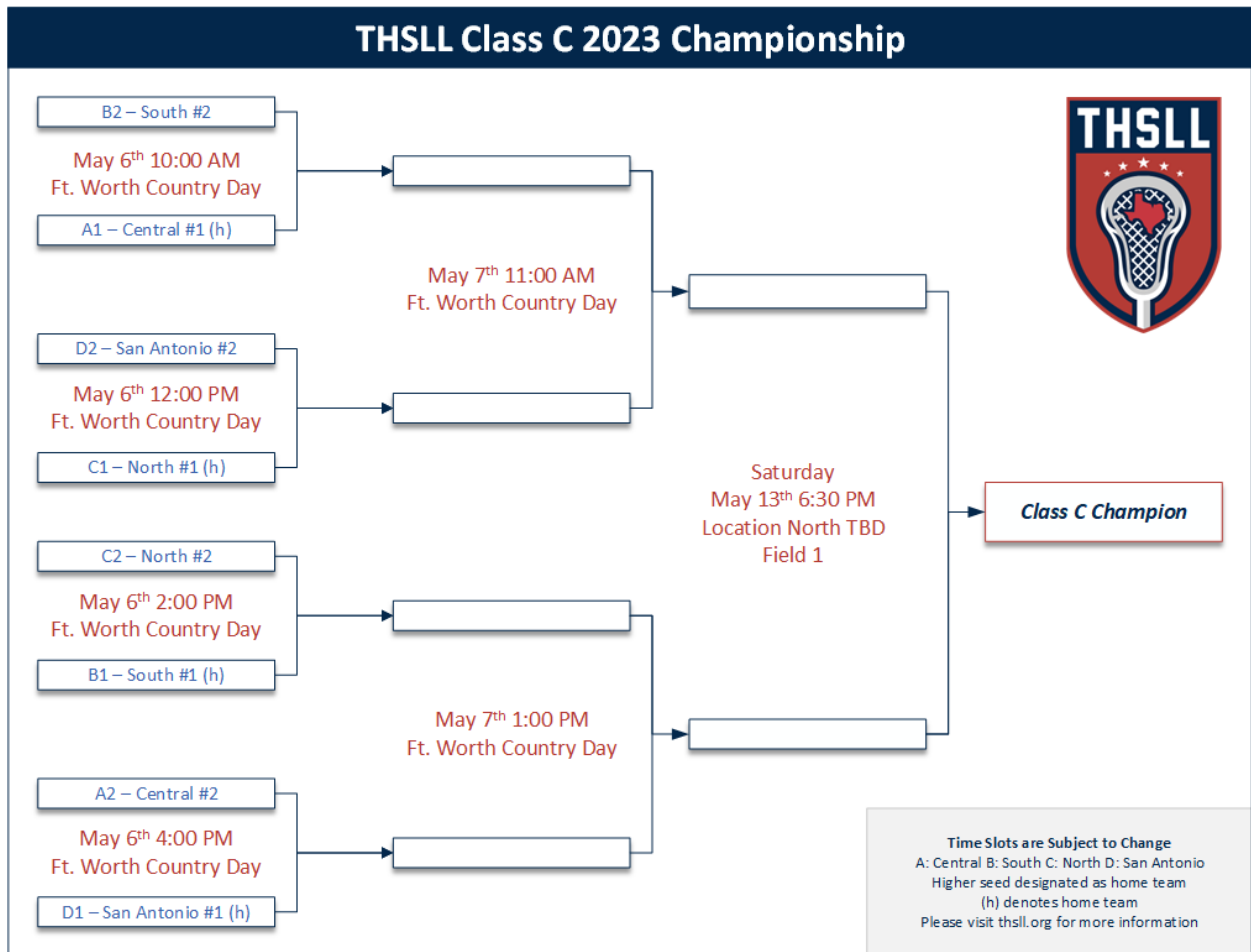 THSLL Class C 2023 Championship
B2 – South #2
May 6th 10:00 AM
Ft. Worth Country Day
A1 – Central #1 (h)
May 7th 11:00 AM
Ft. Worth Country Day
D2 – San Antonio #2
May 6th 12:00 PM
Ft. Worth Country Day
C1 – North #1 (h)
Saturday
May 13th 6:30 PM
Location North TBD
Field 1
Class C Champion
C2 – North #2
May 6th 2:00 PM
Ft. Worth Country Day
B1 – South #1 (h)
May 7th 1:00 PM
Ft. Worth Country Day
A2 – Central #2
May 6th 4:00 PM
Ft. Worth Country Day
D1 – San Antonio #1 (h)
THSLL
Time Slots are Subject to Change
A: Central B: South C: North D: San Antonio
Higher seed designated as home team
(h) denotes home team
Please visit thsll.org for more information